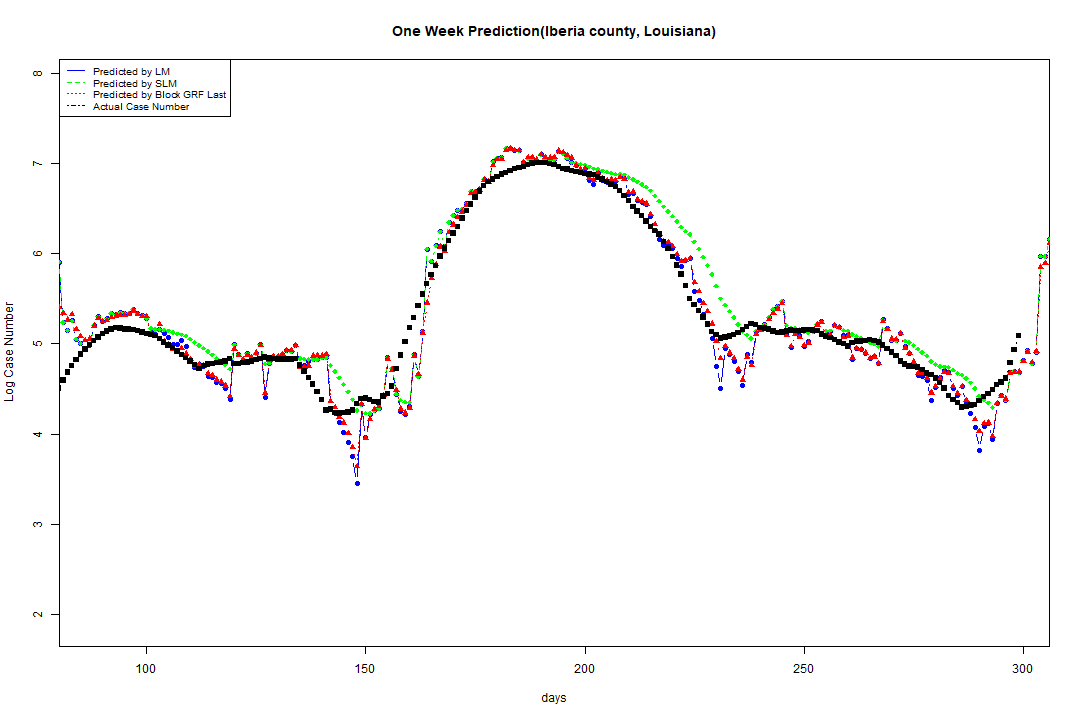 One Week Prediction(Iberia county, Louisiana)
Predicted by LM
Predicted by SLM
Predicted by Block GRF Last
Actual Case Number
8
7
6
5
4
3
2
Log Case Number
100 150 200 250 300
days